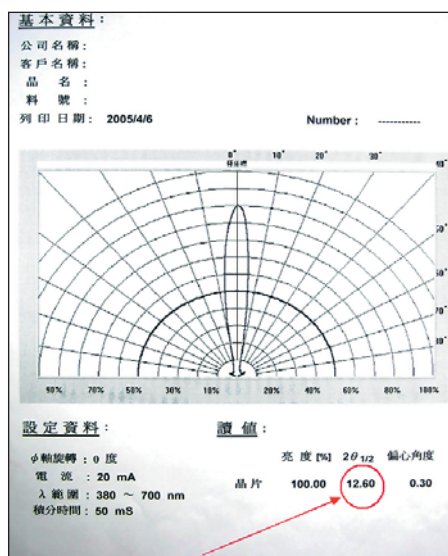 基本資料:
公司名稱:
客戶名稱:
品 名:
料 號:
列印日期: 2005/4/6 Number: -----------
0° 10° 20° 30° 40°
90% 70% 50% 30% 10% 20% 40% 60% 80% 100%
設定資料: 讀值:
φ軸旋轉: 0 度
電 流: 20 mA
λ 範圍: 380 ~ 700 nm
積分時間: 50 mS
亮 度 [%] 2θ1/2 偏心角度
晶片 100.00 12.60 0.30